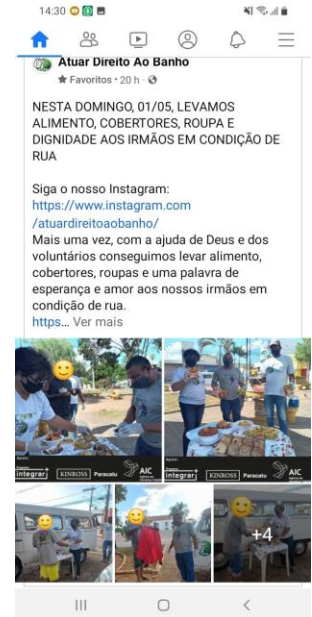 14:30
Atuar Direito Ao Banho
Favoritos • 20 h •
NESTA DOMINGO, 01/05, LEVAMOS
ALIMENTO, COBERTORES, ROUPA E
DIGNIDADE AOS IRMÃOS EM CONDIÇÃO DE
RUA
Siga o nosso Instagram:
https://www.instagram.com
/atuardireitoaobanho/
Mais uma vez, com a ajuda de Deus e dos
voluntários conseguimos levar alimento,
cobertores, roupas e uma palavra de
esperança e amor aos nossos irmãos em
condição de rua.
https... Ver mais
integrar
KINROSS Paracatu
AIC
integrar
KINROSS Paracatu
AIC
+4